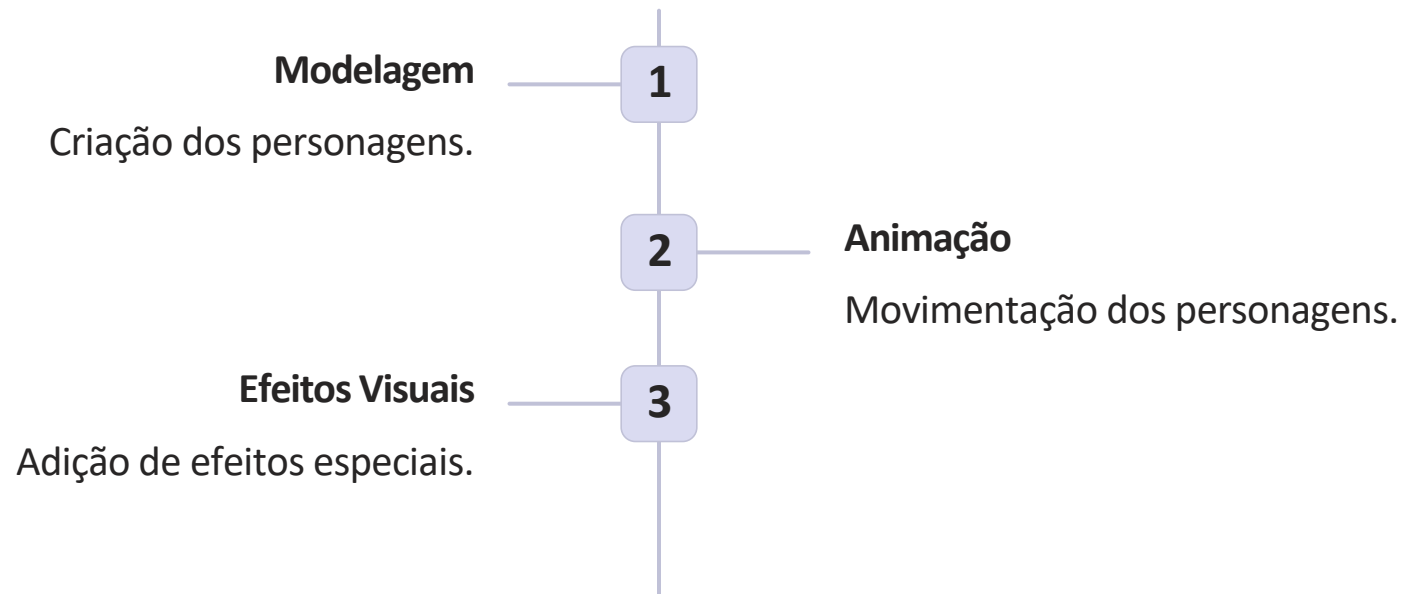 Modelagem
1
Criação dos personagens.
2
Animação
Movimentação dos personagens.
Efeitos Visuais
3
Adição de efeitos especiais.